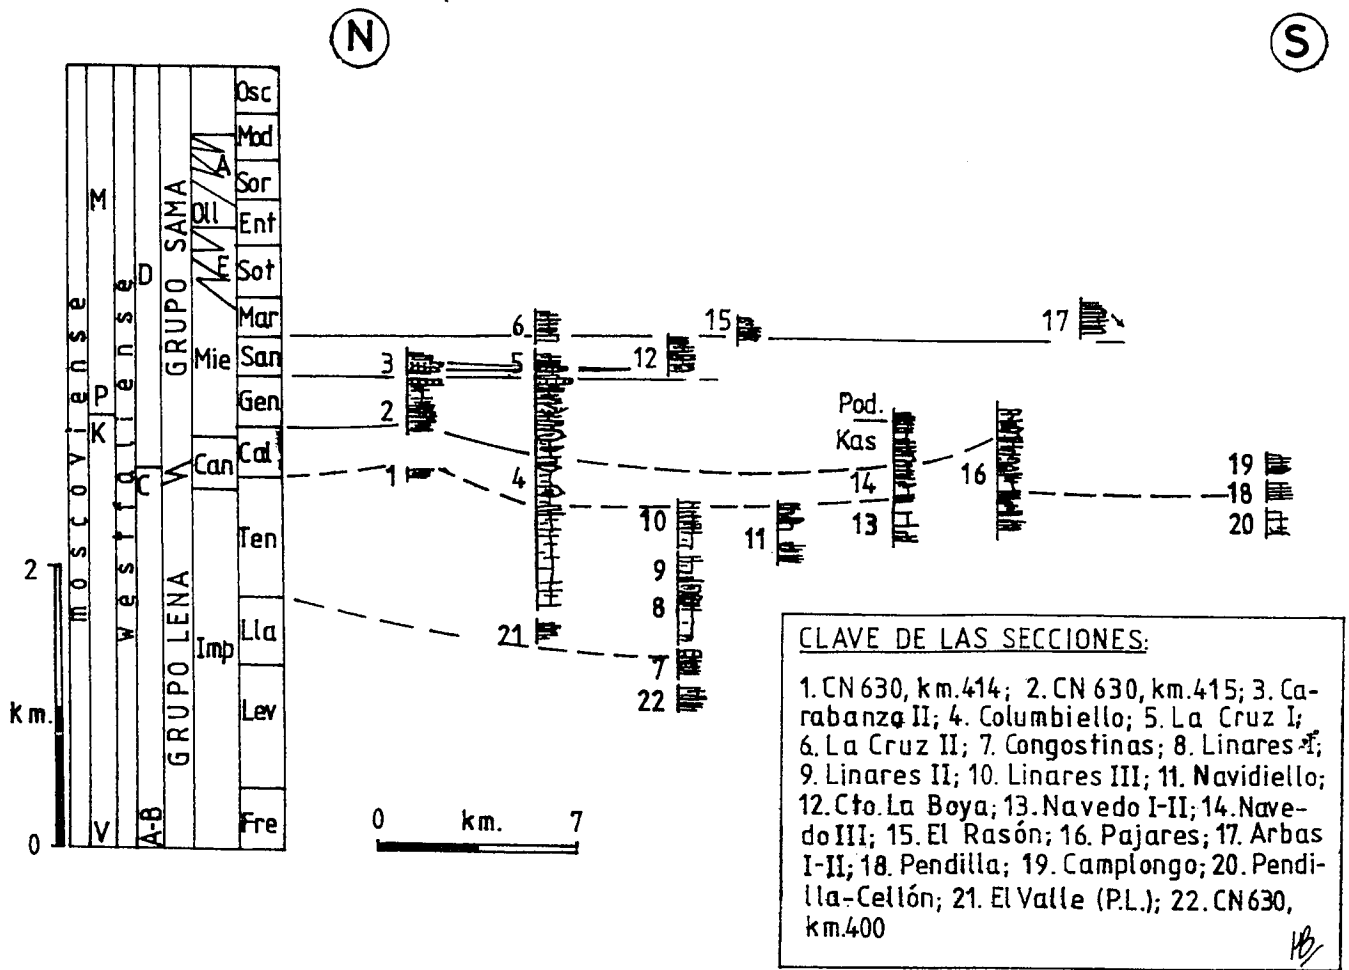 N
S
moscoviense
M
P
K
V
westfaliense
D
C
A-B
GRUPO SAMA
GRUPO LENA
A
Oll
E
Mie
Can
Imp
Osc
Mod
Sor
Ent
Sot
Mar
San
Gen
Cal
Ten
Lla
Lev
Fre
2
km.
0
6
15
17
3
5
12
2
Pod.
Kas
1
4
14
16
19
18
10
11
13
20
9
8
21
7
22
0 km. 7
CLAVE DE LAS SECCIONES:
1. CN 630, km.414; 2. CN 630, km.415; 3. Ca-
rabanzo II; 4. Columbiello; 5. La Cruz I;
6. La Cruz II; 7. Congostinas; 8. Linares I;
9. Linares II; 10. Linares III; 11. Navidiello;
12. Cto. La Boya; 13. Navedo I-II; 14. Nave-
do III; 15. El Rasón; 16. Pajares; 17. Arbas
I-II; 18. Pendilla; 19. Camplongo; 20. Pendi-
lla-Cellón; 21. El Valle (P.L.); 22. CN 630,
km.400